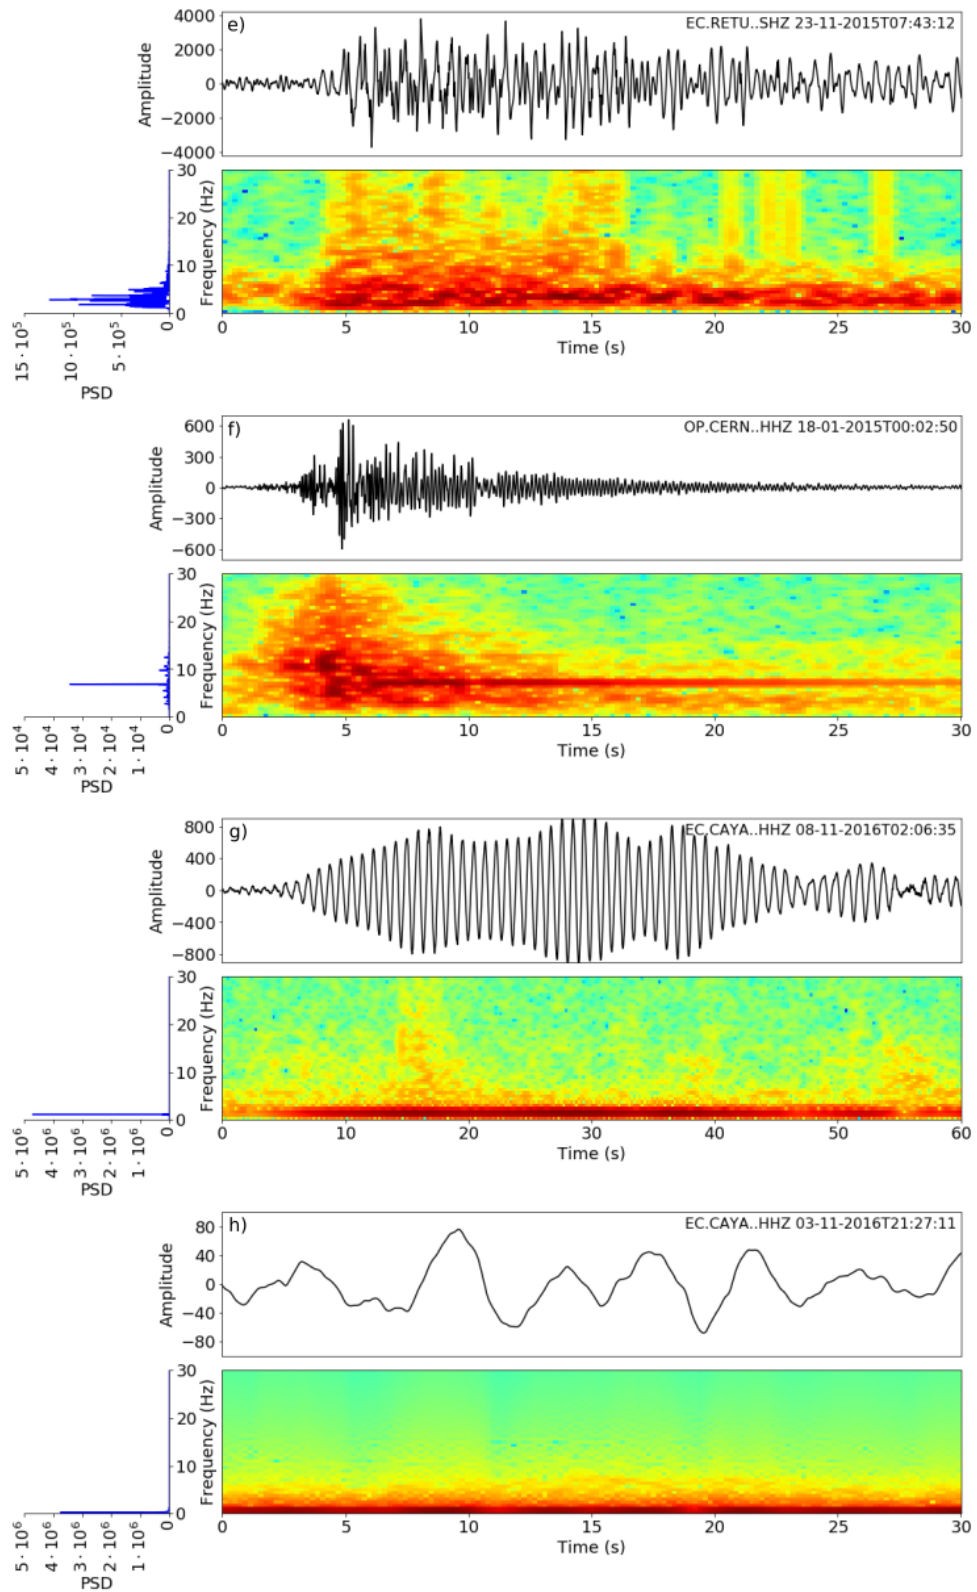 e) EC.RETU..SHZ 23-11-2015T07:43:12
4000
2000
0
−2000
−4000
Amplitude
30
20
10
0
Frequency (Hz)
0 5 10 15 20 25 30
Time (s)
15·10⁵ 10·10⁵ 5·10⁵ 0
PSD
f) OP.CERN..HHZ 18-01-2015T00:02:50
600
300
0
−300
−600
Amplitude
30
20
10
0
Frequency (Hz)
0 5 10 15 20 25 30
Time (s)
5·10⁴ 4·10⁴ 3·10⁴ 2·10⁴ 1·10⁴ 0
PSD
g) EC.CAYA..HHZ 08-11-2016T02:06:35
800
400
0
−400
−800
Amplitude
30
20
10
0
Frequency (Hz)
0 10 20 30 40 50 60
Time (s)
5·10⁶ 4·10⁶ 3·10⁶ 2·10⁶ 1·10⁶ 0
PSD
h) EC.CAYA..HHZ 03-11-2016T21:27:11
80
40
0
−40
−80
Amplitude
30
20
10
0
Frequency (Hz)
0 5 10 15 20 25 30
Time (s)
5·10⁶ 4·10⁶ 3·10⁶ 2·10⁶ 1·10⁶ 0
PSD